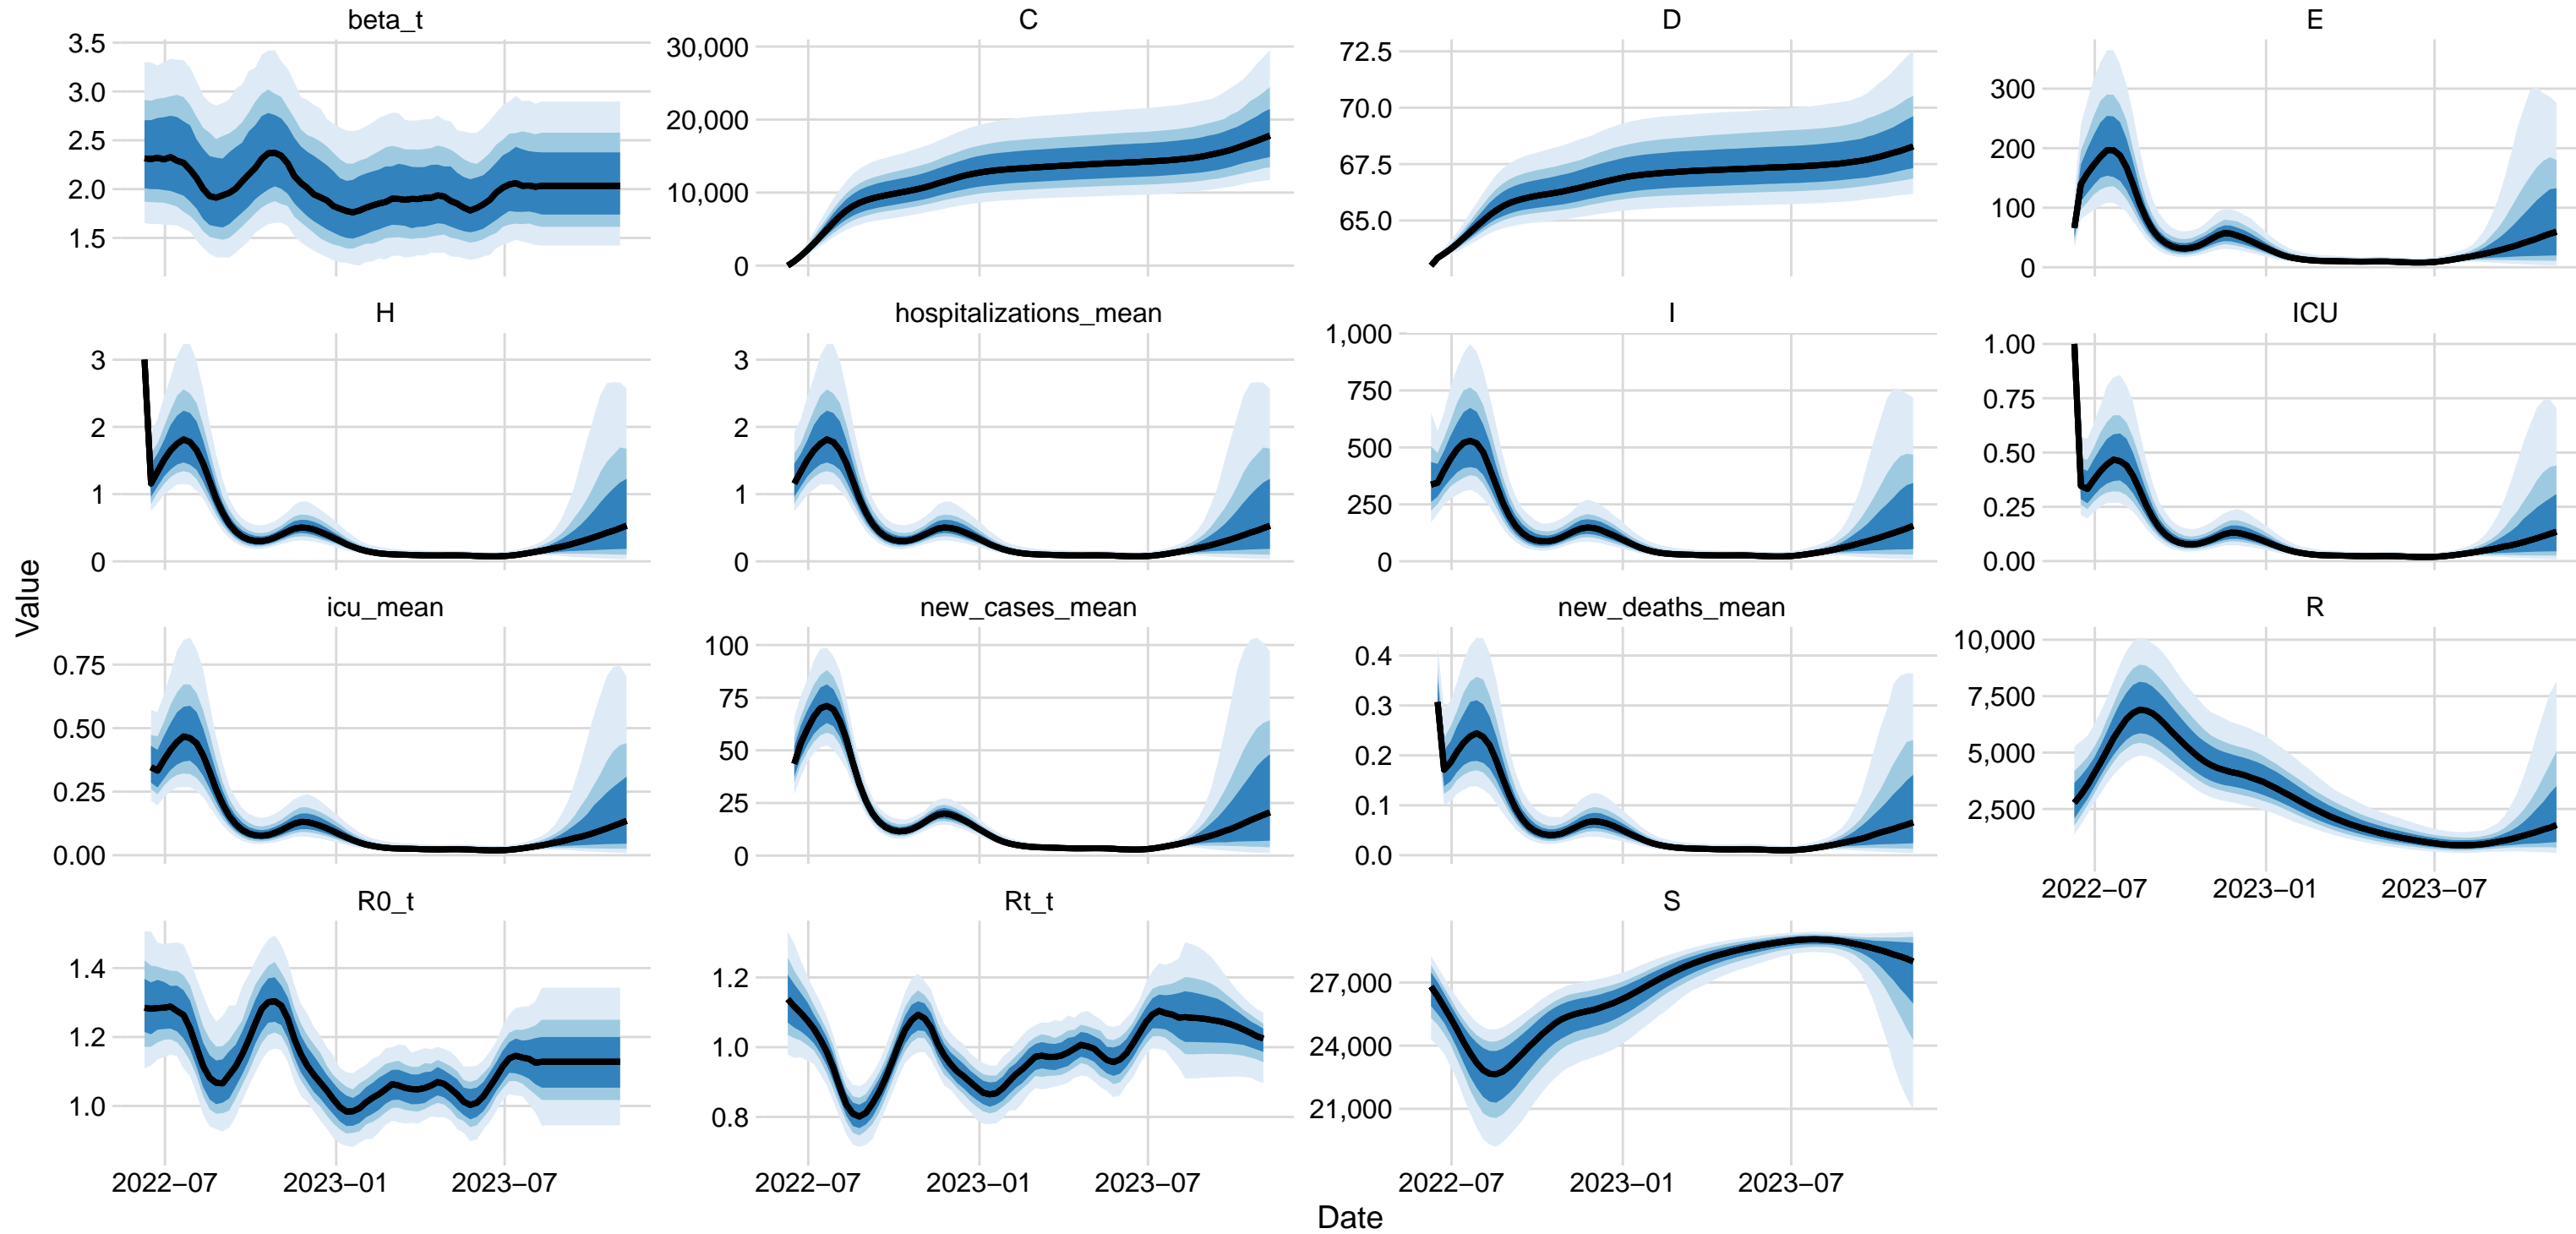 beta_t
3.5
3.0
2.5
2.0
1.5
C
30,000
20,000
10,000
0
D
72.5
70.0
67.5
65.0
E
300
200
100
0
H
3
2
1
0
hospitalizations_mean
3
2
1
0
I
1,000
750
500
250
0
ICU
1.00
0.75
0.50
0.25
0.00
Value
icu_mean
0.75
0.50
0.25
0.00
new_cases_mean
100
75
50
25
0
new_deaths_mean
0.4
0.3
0.2
0.1
0.0
R
10,000
7,500
5,000
2,500
2022−07 2023−01 2023−07
R0_t
1.4
1.2
1.0
2022−07 2023−01 2023−07
Rt_t
1.2
1.0
0.8
2022−07 2023−01 2023−07
S
27,000
24,000
21,000
2022−07 2023−01 2023−07
Date